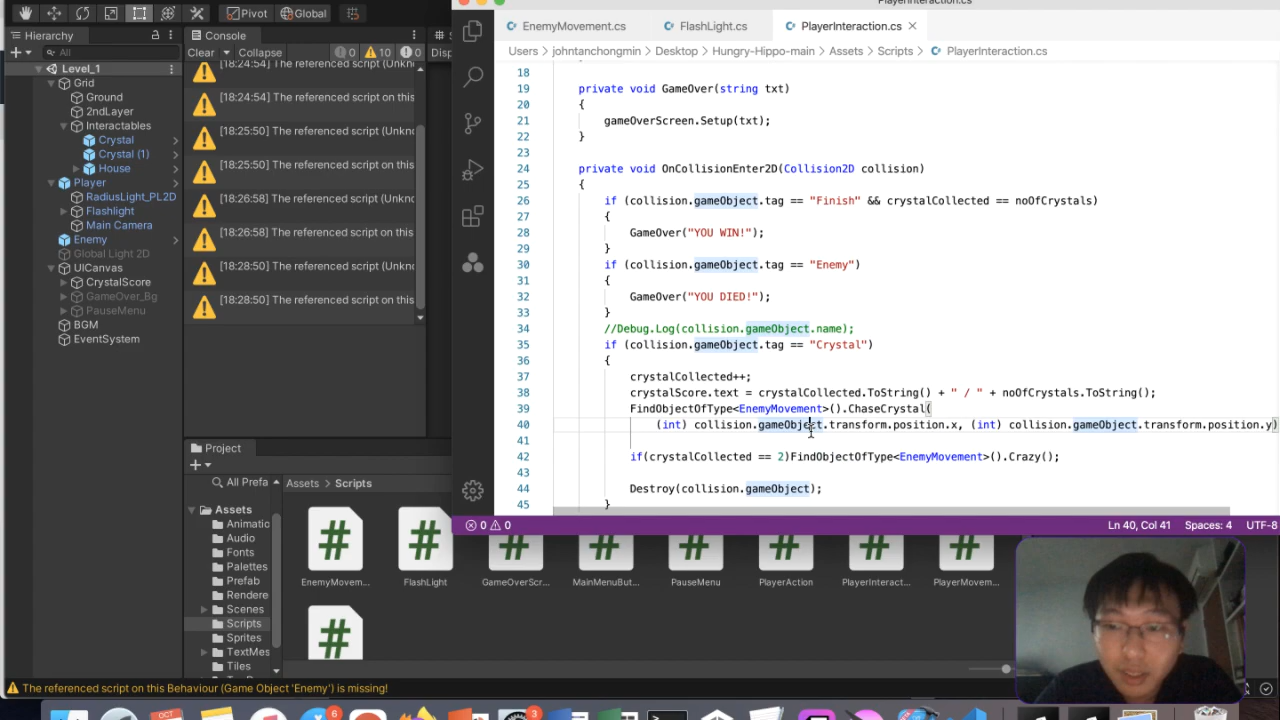 Pivot
Global
Hierarchy
All
Level_1
Grid
Ground
2ndLayer
Interactables
Crystal
Crystal (1)
House
Player
RadiusLight_PL2D
Flashlight
Main Camera
Enemy
Global Light 2D
UICanvas
CrystalScore
GameOver_Bg
PauseMenu
BGM
EventSystem
Console
Clear
Collapse
0
10
0
Disp
[18:24:54] The referenced script (Unkno
[18:24:54] The referenced script on this
[18:25:50] The referenced script (Unkno
[18:25:50] The referenced script on this
[18:26:58] The referenced script (Unkno
[18:26:58] The referenced script on this
[18:28:50] The referenced script (Unkno
[18:28:50] The referenced script on this
PlayerInteraction.cs
EnemyMovement.cs
FlashLight.cs
PlayerInteraction.cs
Users > johntanchongmin > Desktop > Hungry-Hippo-main > Assets > Scripts > PlayerInteraction.cs
18
19 private void GameOver(string txt)
20 {
21 gameOverScreen.Setup(txt);
22 }
23
24 private void OnCollisionEnter2D(Collision2D collision)
25 {
26 if (collision.gameObject.tag == "Finish" && crystalCollected == noOfCrystals)
27 {
28 GameOver("YOU WIN!");
29 }
30 if (collision.gameObject.tag == "Enemy")
31 {
32 GameOver("YOU DIED!");
33 }
34 //Debug.Log(collision.gameObject.name);
35 if (collision.gameObject.tag == "Crystal")
36 {
37 crystalCollected++;
38 crystalScore.text = crystalCollected.ToString() + " / " + noOfCrystals.ToString();
39 FindObjectOfType<EnemyMovement>().ChaseCrystal(
40 (int) collision.gameObject.transform.position.x, (int) collision.gameObject.transform.position.y)
41
42 if(crystalCollected == 2)FindObjectOfType<EnemyMovement>().Crazy();
43
44 Destroy(collision.gameObject);
45 }
0 0
Ln 40, Col 41
Spaces: 4
UTF-8
Project
All Prefa
Assets
Animatic
Audio
Fonts
Palettes
Prefab
Rendere
Scenes
Scripts
Sprites
TextMes
Tiles
Assets > Scripts
EnemyMovem...
FlashLight
GameOverScr...
MainMenuBut...
PauseMenu
PlayerAction
PlayerInteract...
PlayerMovem...
The referenced script on this Behaviour (Game Object 'Enemy') is missing!
OCT
6
3